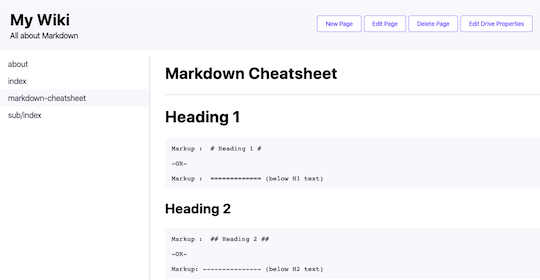 My Wiki
All about Markdown
New Page
Edit Page
Delete Page
Edit Drive Properties
about
index
markdown-cheatsheet
sub/index
Markdown Cheatsheet
Heading 1
Markup :  # Heading 1 #
-OR-
Markup :  ============= (below H1 text)
Heading 2
Markup :  ## Heading 2 ##
-OR-
Markup: --------------- (below H2 text)